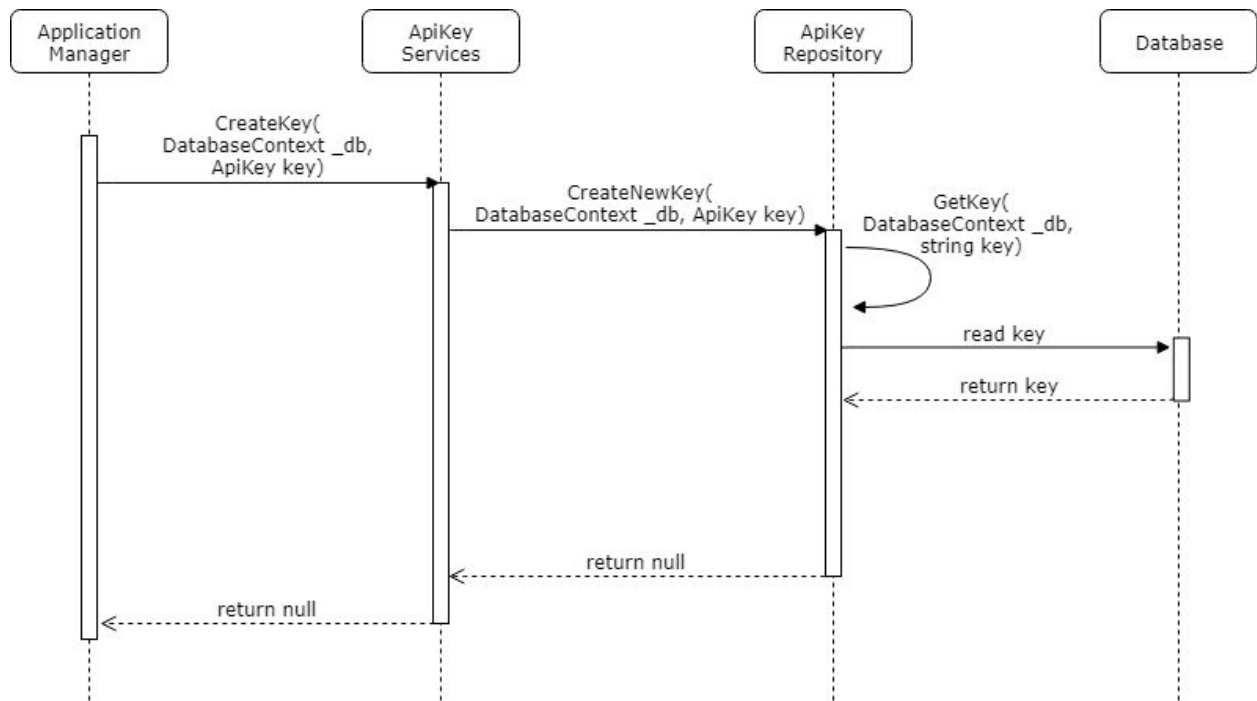 Application
Manager
ApiKey
Services
ApiKey
Repository
Database
CreateKey(
DatabaseContext _db,
ApiKey key)
CreateNewKey(
DatabaseContext _db, ApiKey key)
GetKey(
DatabaseContext _db,
string key)
read key
return key
return null
return null